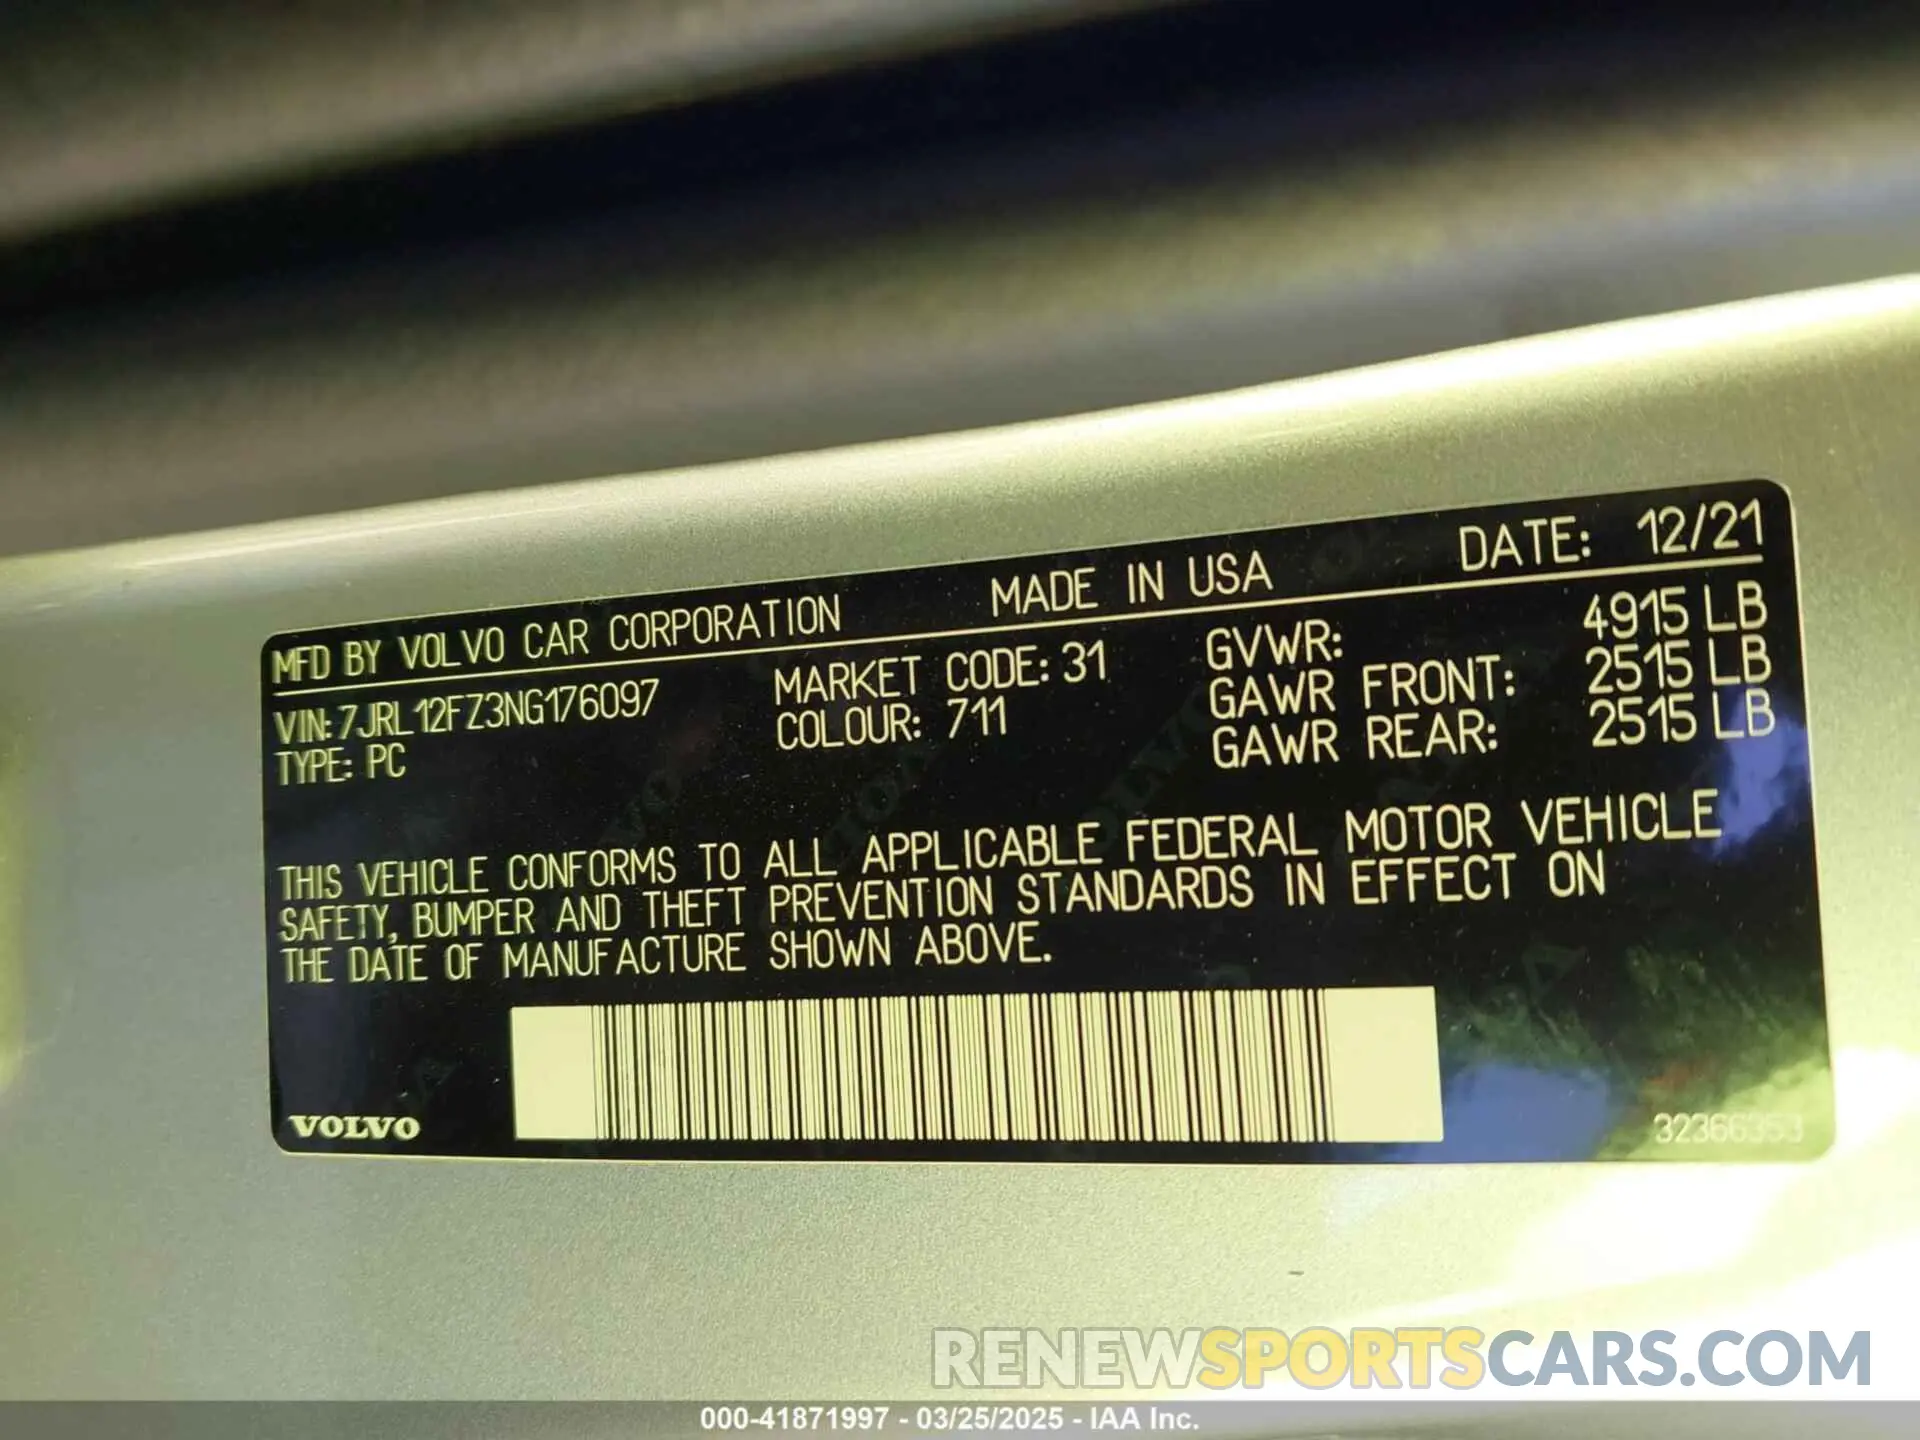 MFD BY VOLVO CAR CORPORATION MADE IN USA DATE: 12/21
VIN: 7JRL12FZ3NG176097 MARKET CODE: 31 GVWR: 4915 LB
TYPE: PC COLOUR: 711 GAWR FRONT: 2515 LB
GAWR REAR: 2515 LB
THIS VEHICLE CONFORMS TO ALL APPLICABLE FEDERAL MOTOR VEHICLE
SAFETY, BUMPER AND THEFT PREVENTION STANDARDS IN EFFECT ON
THE DATE OF MANUFACTURE SHOWN ABOVE.
VOLVO
32366353
RENEWSPORTSCARS.COM
000-41871997 - 03/25/2025 - IAA Inc.